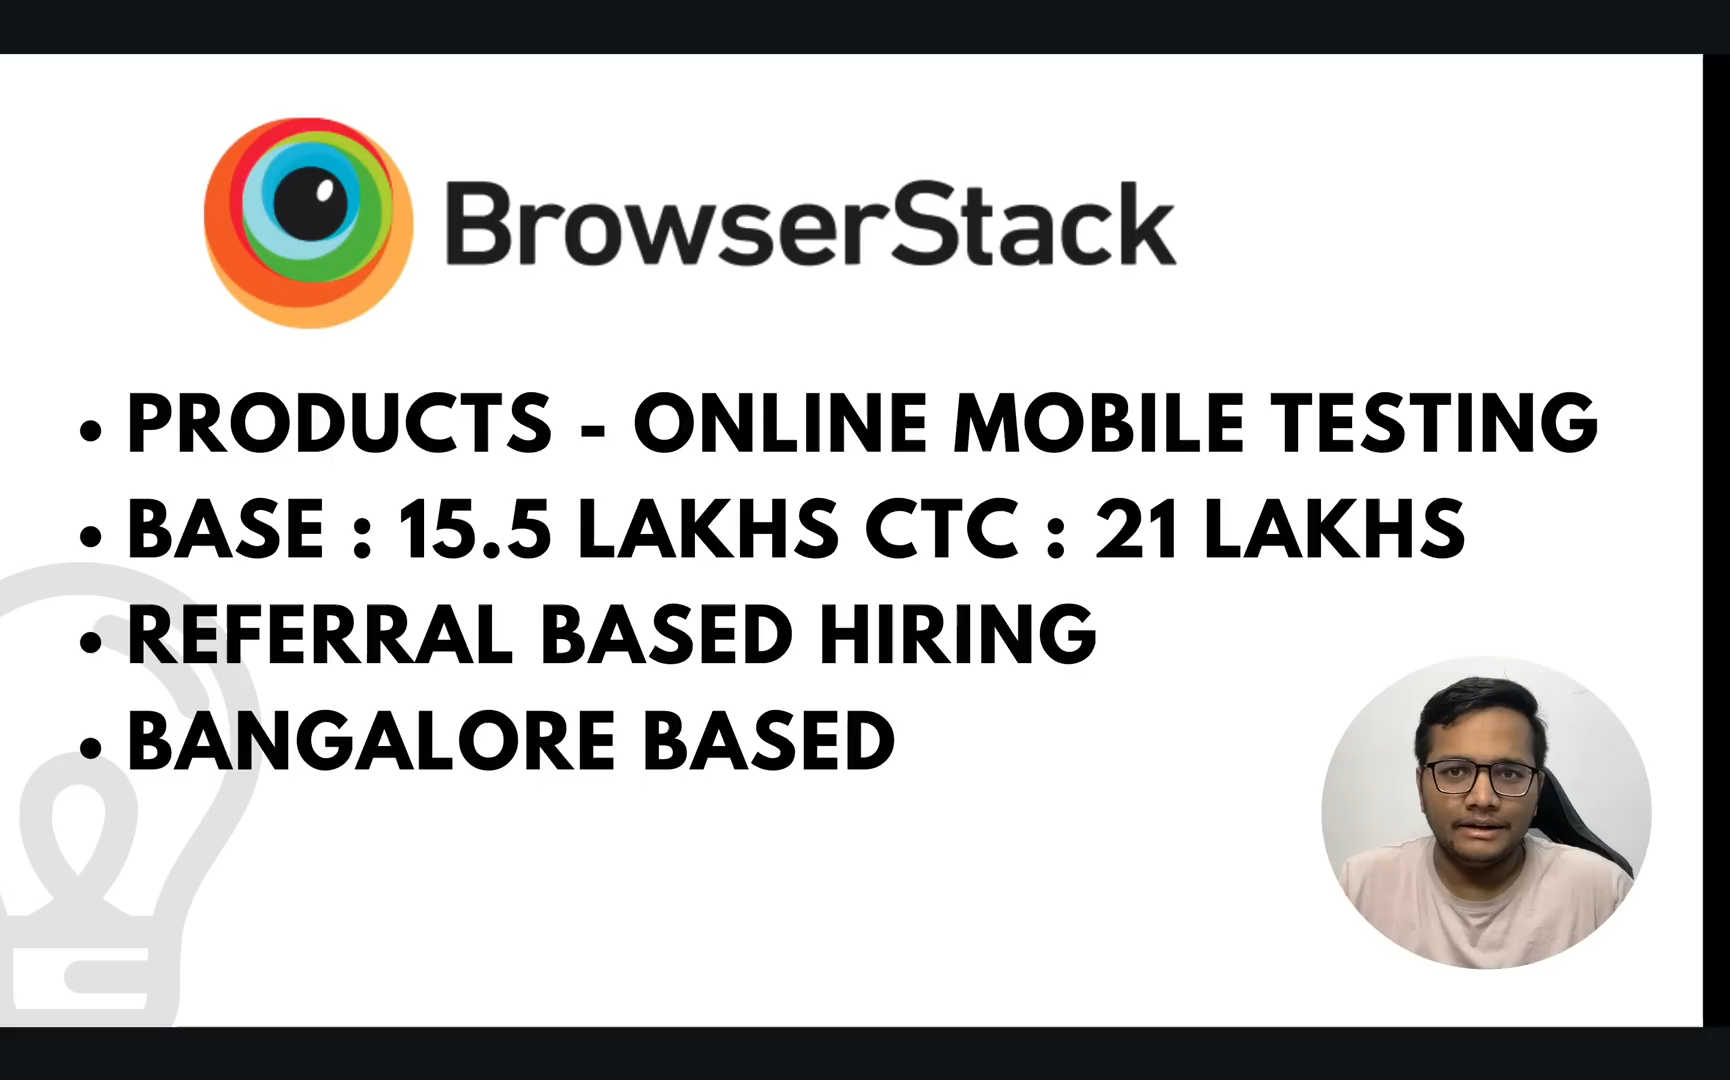 BrowserStack
• PRODUCTS - ONLINE MOBILE TESTING
• BASE : 15.5 LAKHS CTC : 21 LAKHS
• REFERRAL BASED HIRING
• BANGALORE BASED